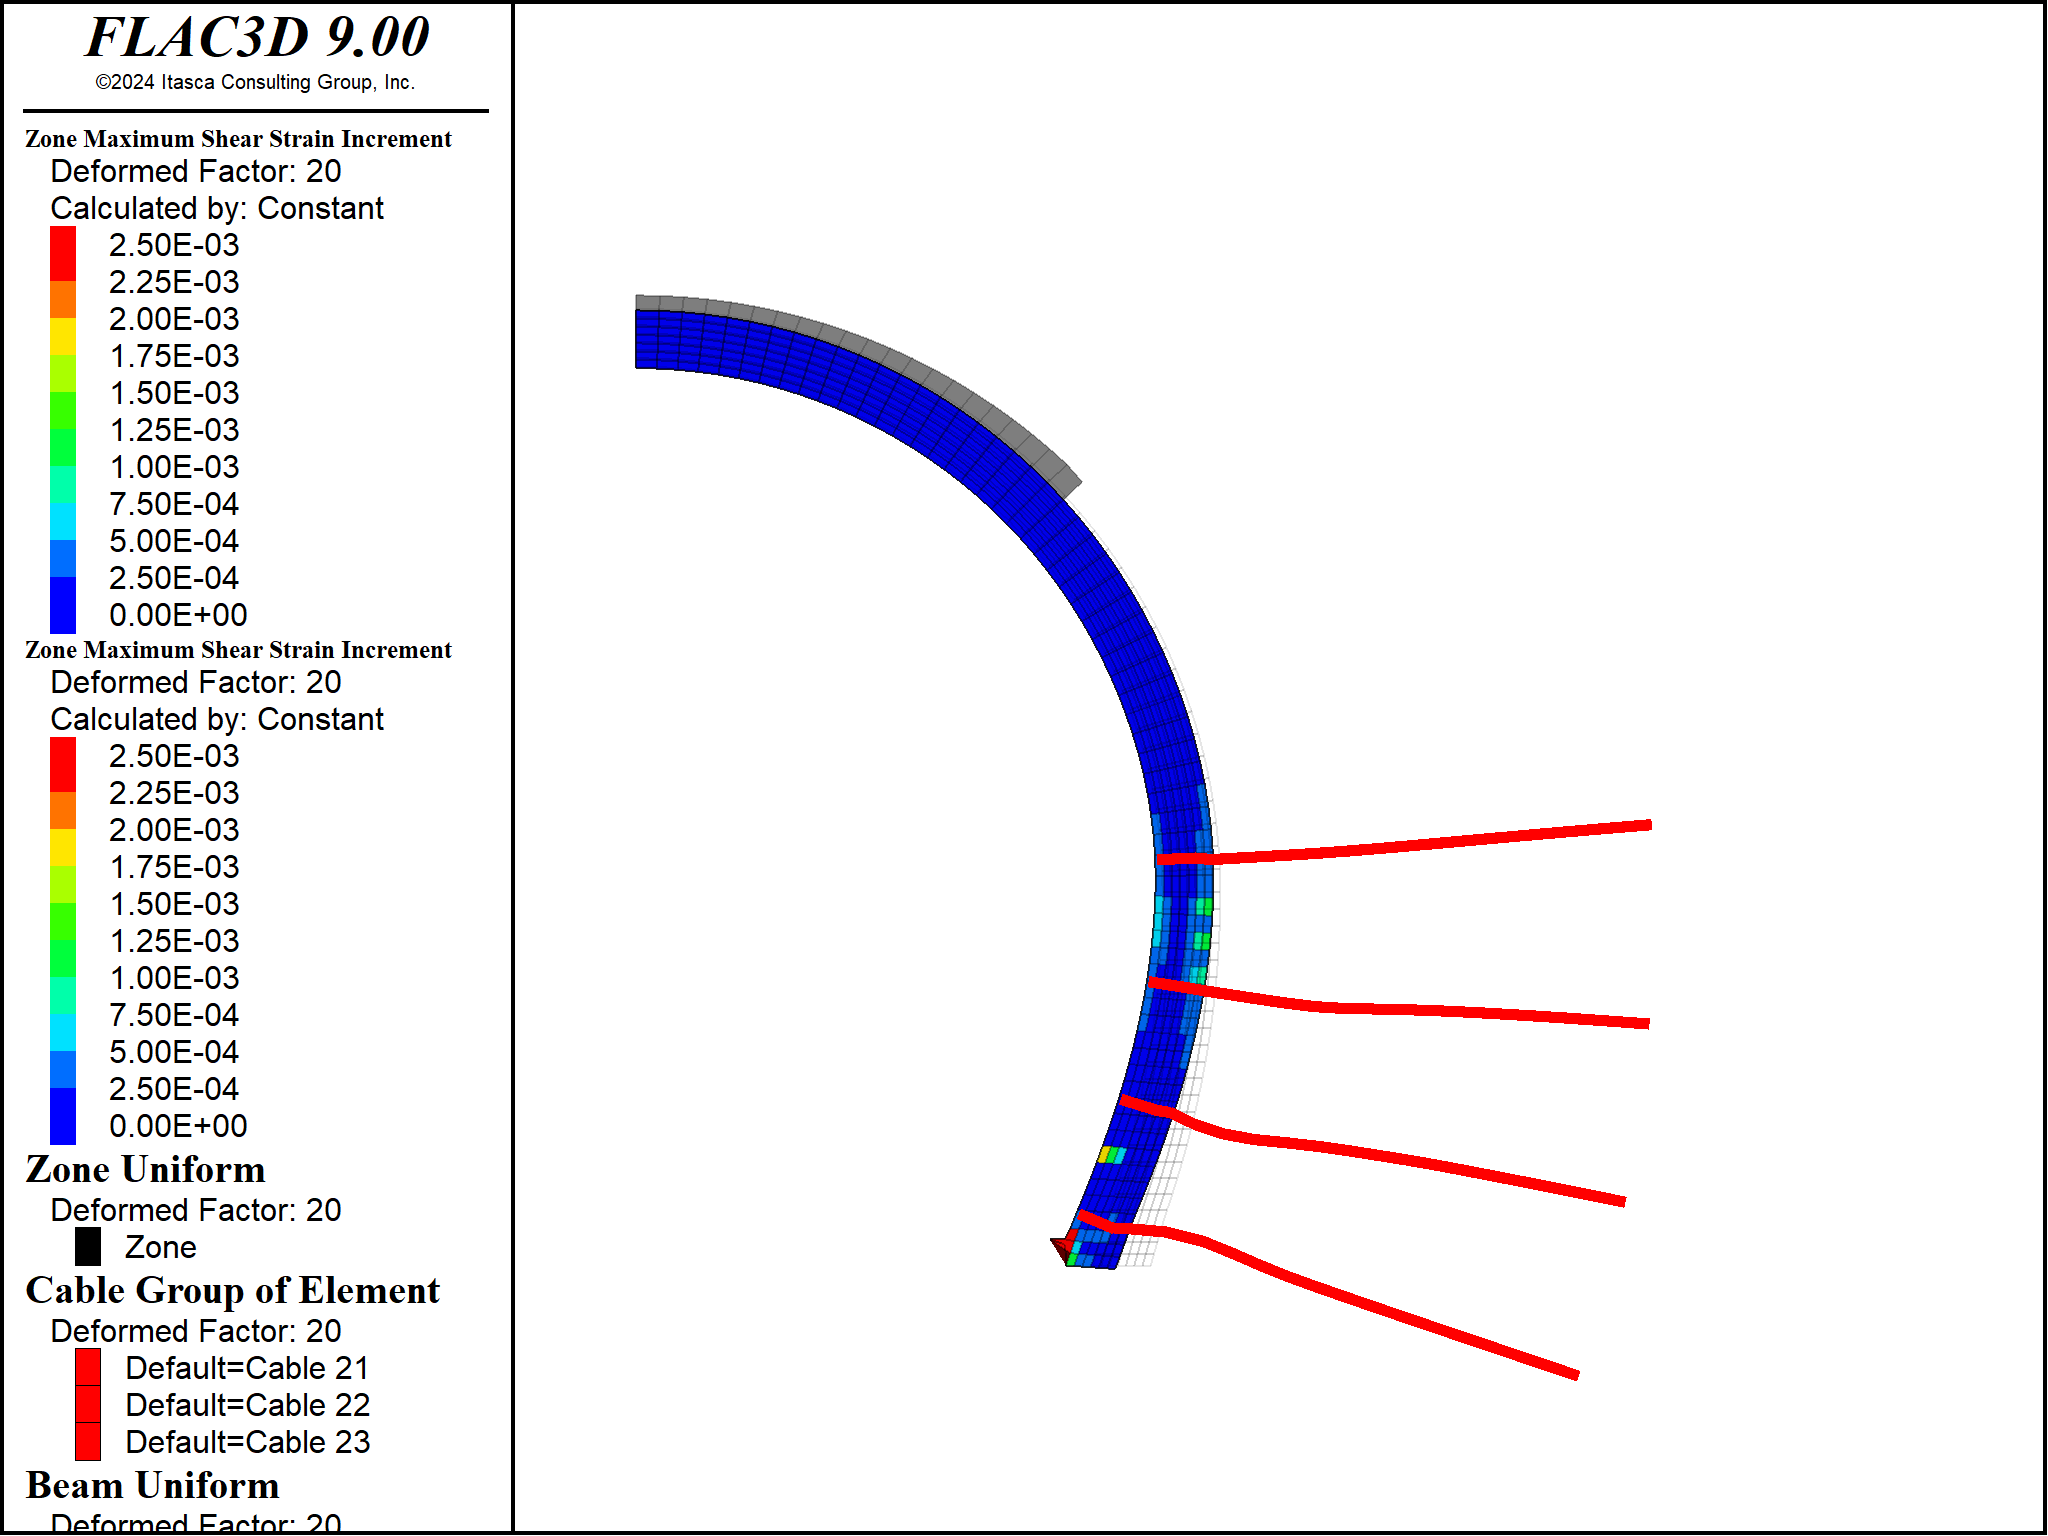 FLAC3D 9.00
©2024 Itasca Consulting Group, Inc.
Zone Maximum Shear Strain Increment
Deformed Factor: 20
Calculated by: Constant
2.50E-03
2.25E-03
2.00E-03
1.75E-03
1.50E-03
1.25E-03
1.00E-03
7.50E-04
5.00E-04
2.50E-04
0.00E+00
Zone Maximum Shear Strain Increment
Deformed Factor: 20
Calculated by: Constant
2.50E-03
2.25E-03
2.00E-03
1.75E-03
1.50E-03
1.25E-03
1.00E-03
7.50E-04
5.00E-04
2.50E-04
0.00E+00
Zone Uniform
Deformed Factor: 20
Zone
Cable Group of Element
Deformed Factor: 20
Default=Cable 21
Default=Cable 22
Default=Cable 23
Beam Uniform
Deformed Factor: 20